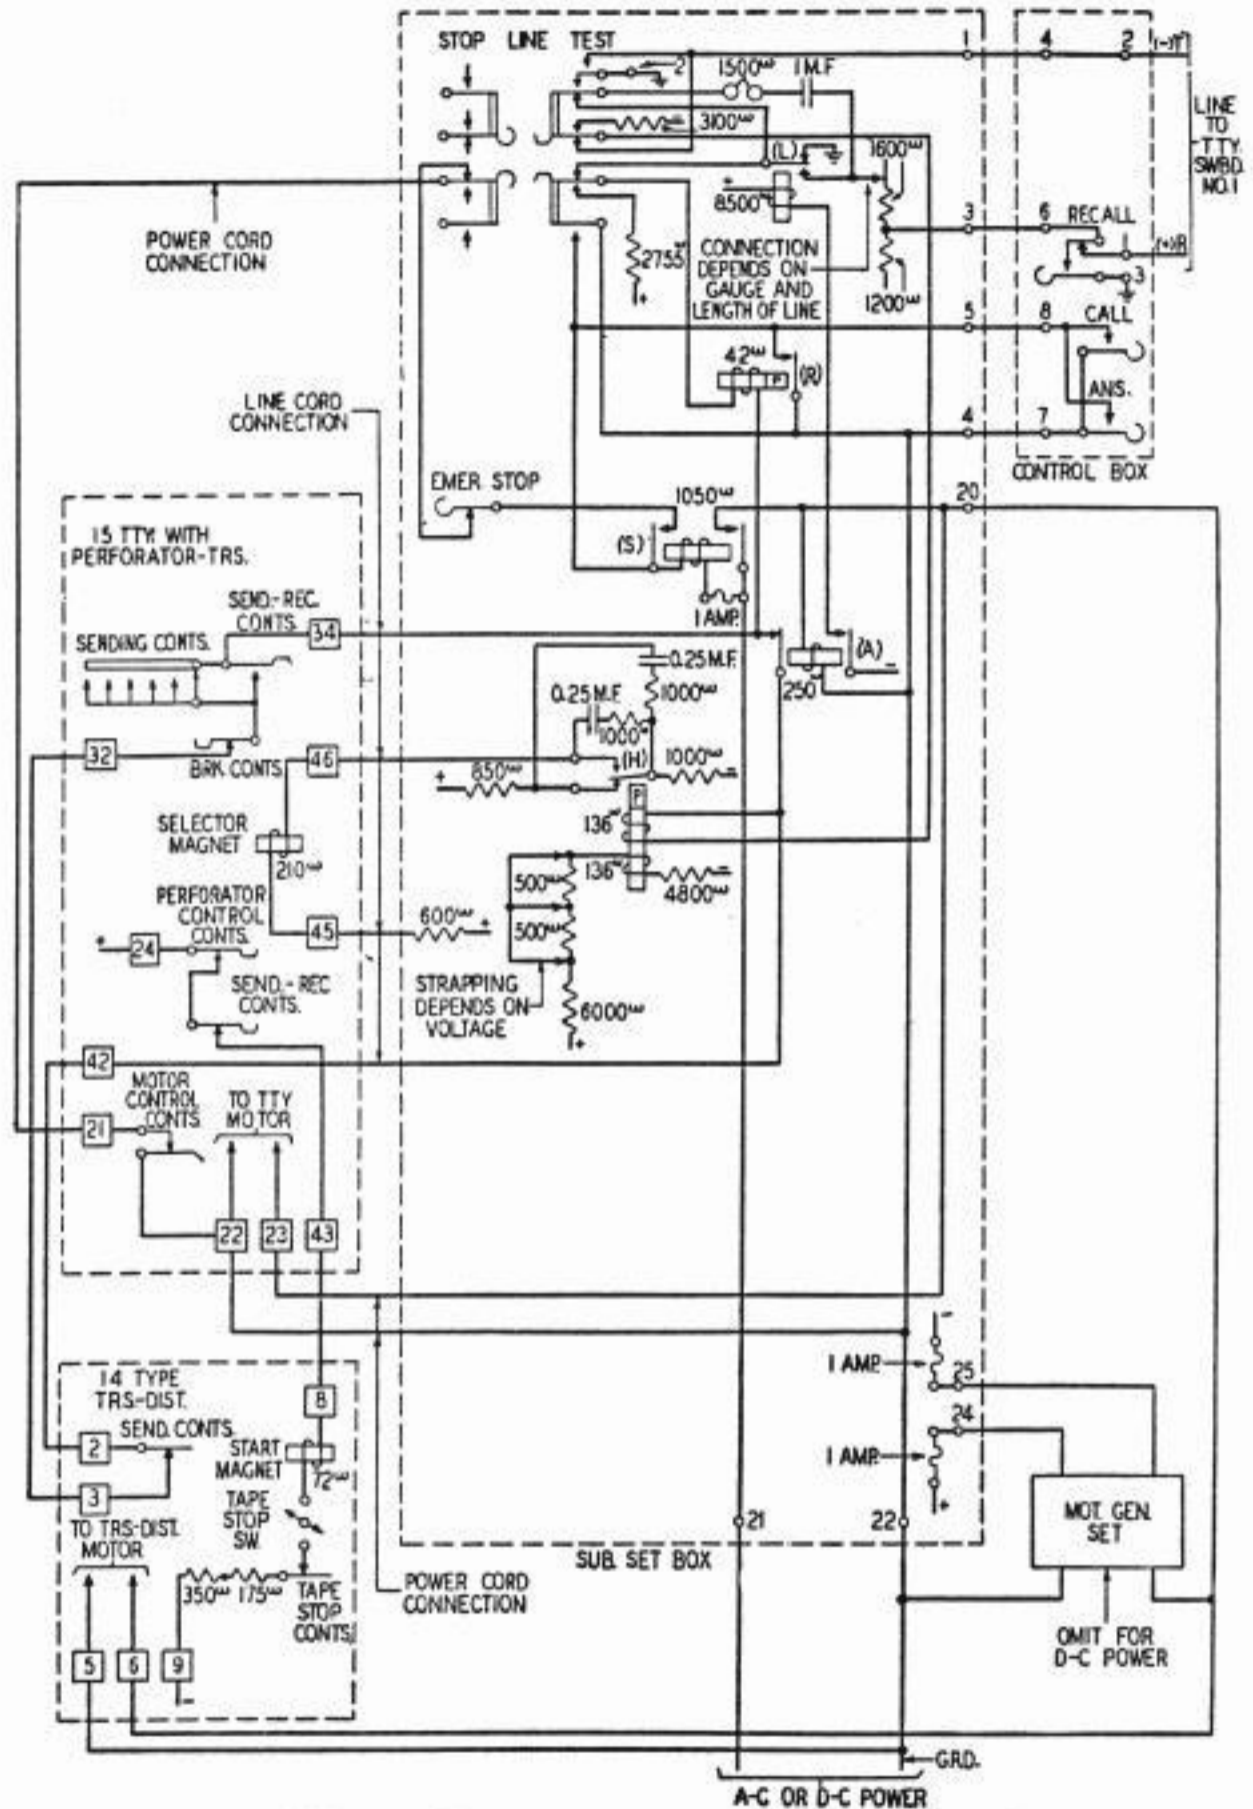 STOP LINE TEST
1
4
2
(-)T
2
1500ω
1 M.F
3100ω
LINE
TO
TTY.
SWBD.
NO.1
(L)
1600ω
+
8500ω
3
6
RECALL
(+)R
POWER CORD
CONNECTION
2755ω
+
CONNECTION
DEPENDS ON
GAUGE AND
LENGTH OF LINE
1200ω
3
5
8
CALL
42ω
P
(R)
ANS.
LINE CORD
CONNECTION
4
7
CONTROL BOX
EMER STOP
1050ω
20
15 TTY. WITH
PERFORATOR-TRS.
(S)
1 AMP.
SEND.-REC.
CONTS.
34
SENDING CONTS.
(A)
250
-
0.25 M.F.
1000ω
0.25 M.F.
1000ω
32
BRK CONTS.
46
+
850ω
(H)
1000ω
-
P
136ω
SELECTOR
MAGNET
210ω
136ω
4800ω
-
500ω
500ω
PERFORATOR
CONTROL
CONTS.
45
600ω
+
+
24
SEND.-REC
CONTS.
STRAPPING
DEPENDS ON
VOLTAGE
6000ω
+
42
MOTOR
CONTROL
CONTS.
TO TTY
MOTOR
21
22
23
43
-
1 AMP.
25
14 TYPE
TRS-DIST.
8
24
SEND. CONTS.
2
START
MAGNET
72ω
1 AMP.
+
3
TAPE
STOP
SW.
MOT. GEN.
SET
TO TRS-DIST.
MOTOR
21
22
SUB. SET BOX
350ω
175ω
TAPE
STOP
CONTS.
POWER CORD
CONNECTION
OMIT FOR
D-C POWER
5
6
9
-
GRD.
A-C OR D-C POWER